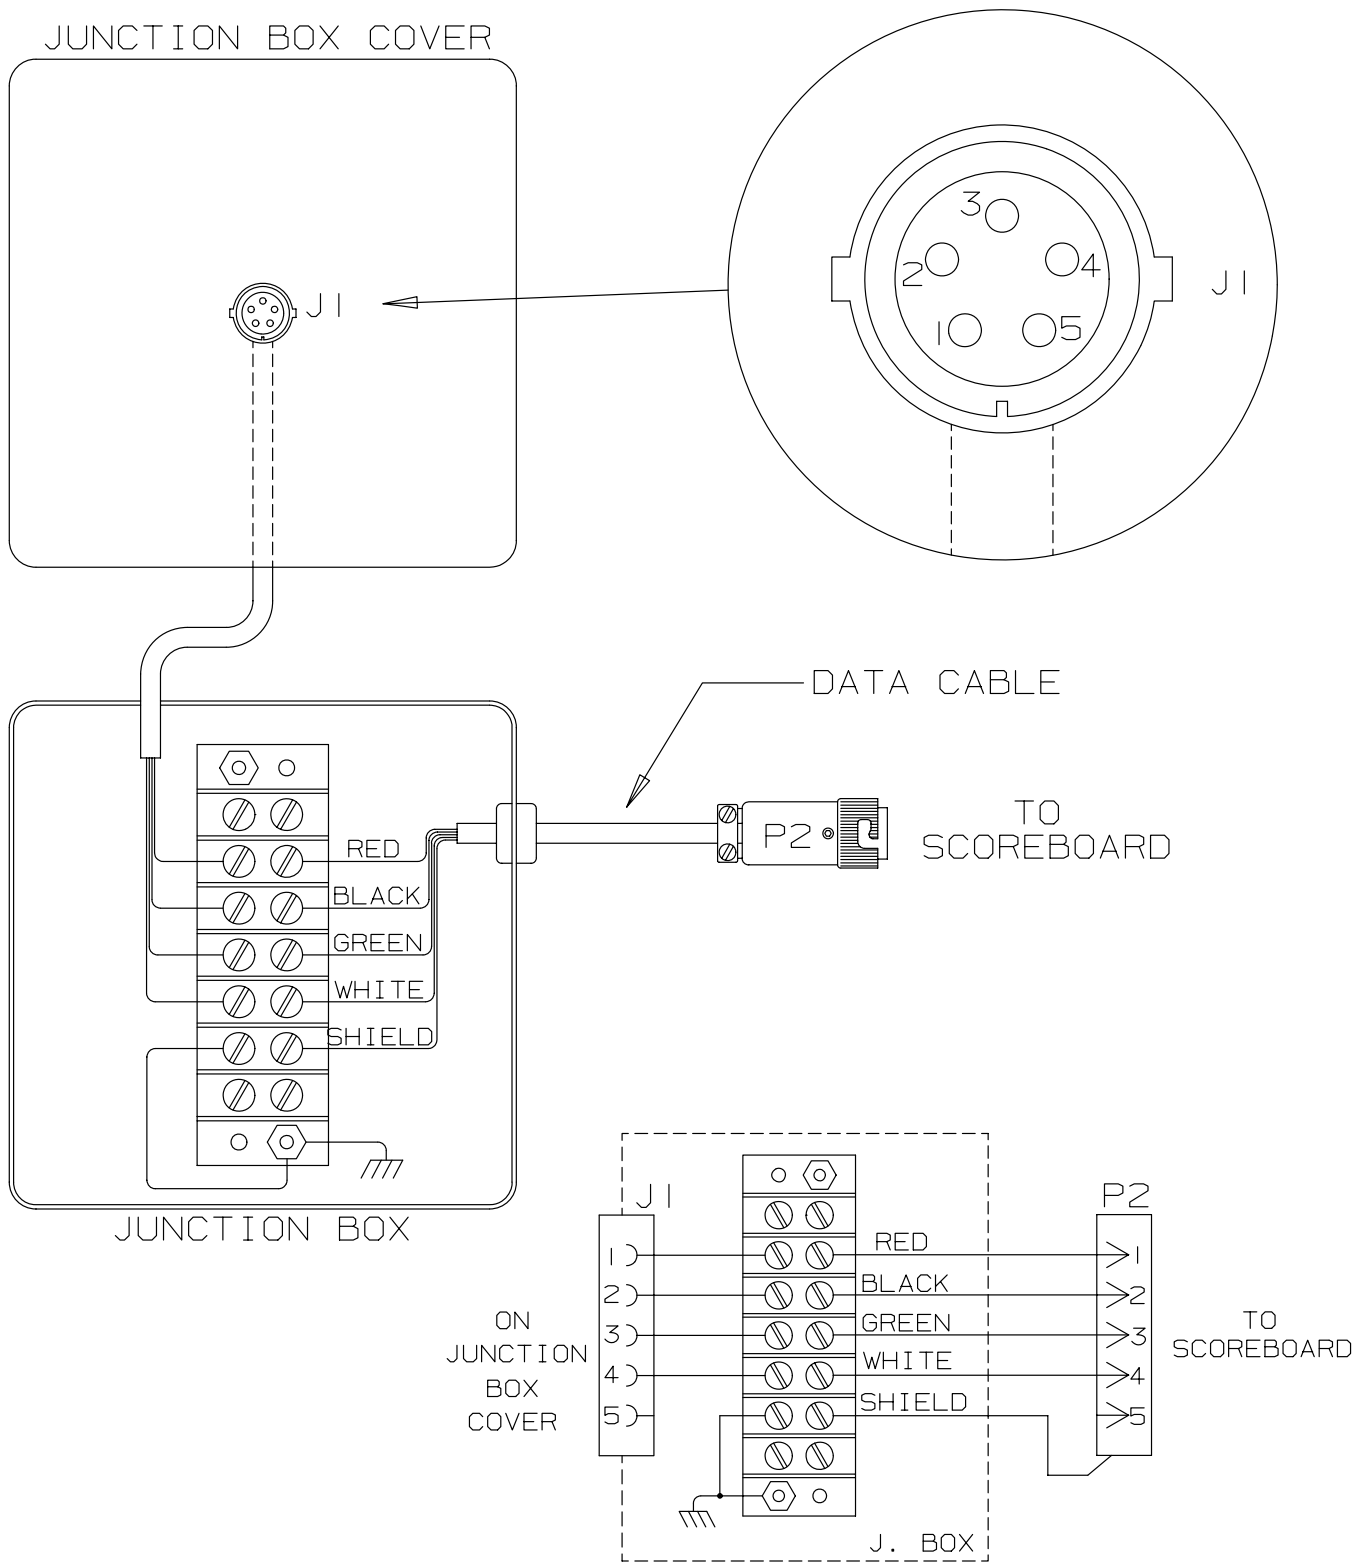 JUNCTION BOX COVER
J1
3
2
4
1
5
J1
DATA CABLE
P2
TO
SCOREBOARD
RED
BLACK
GREEN
WHITE
SHIELD
JUNCTION BOX
J1
P2
1
2
3
4
5
RED
BLACK
GREEN
WHITE
SHIELD
1
2
3
4
5
ON
JUNCTION
BOX
COVER
TO
SCOREBOARD
J. BOX